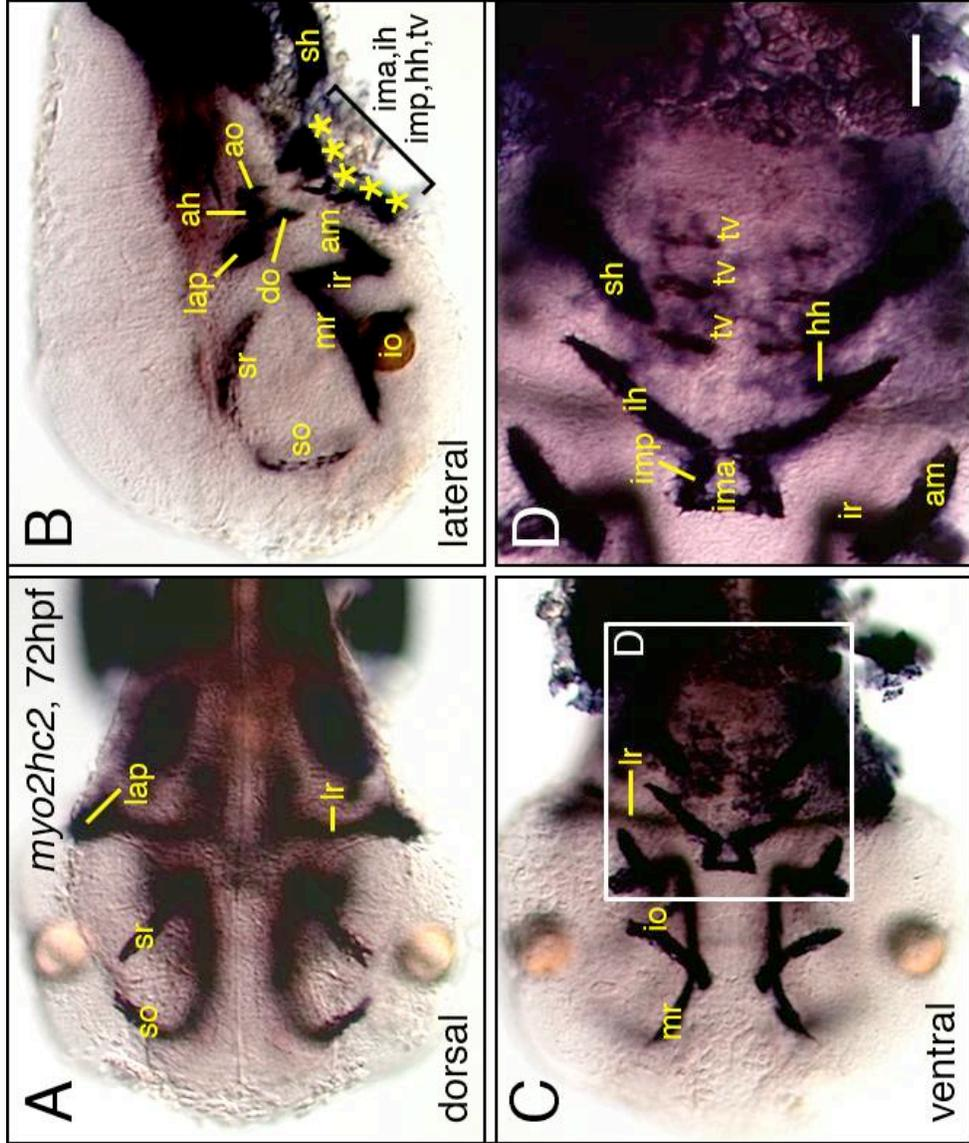 A
myo2hc2, 72hpf
lap
lr
sr
so
dorsal
B
sh
ima,ih
imp,hh,tv
*****
ao
ah
lap
do
am
ir
mr
io
sr
so
lateral
C
D
lr
io
mr
ventral
D
sh
tv tv tv
hh
ih
imp
ima
ir
am